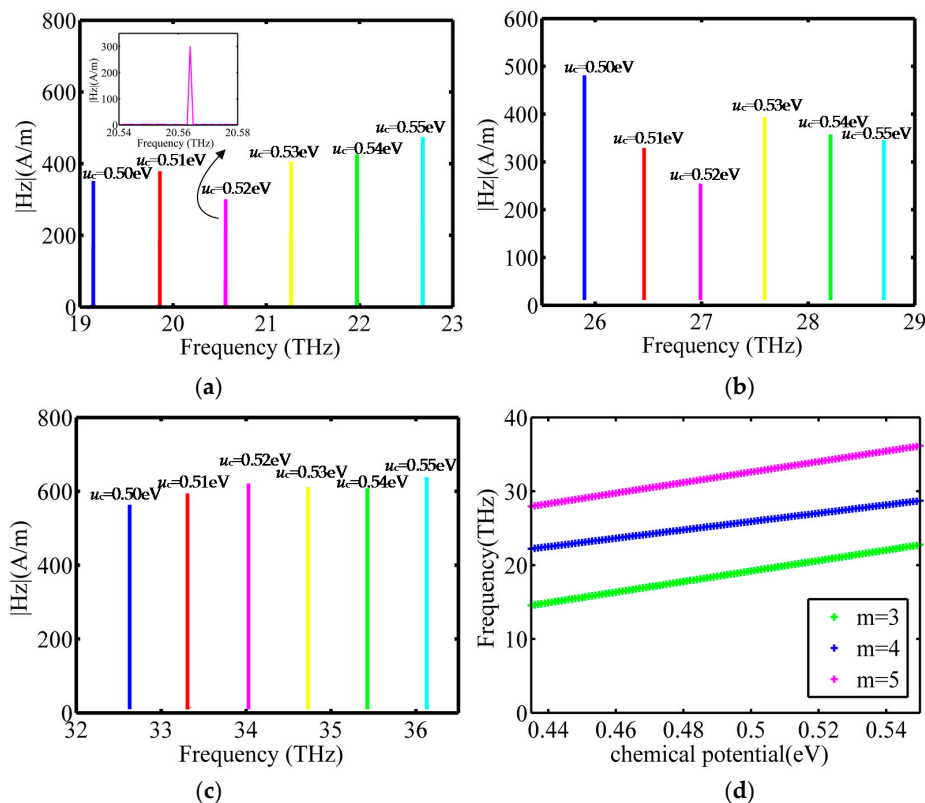 800
600
400
200
0
|Hz|(A/m)
300
200
100
0
|Hz|(A/m)
20.54
20.56
20.58
Frequency (THz)
uc=0.50eV
uc=0.51eV
uc=0.52eV
uc=0.53eV
uc=0.54eV
uc=0.55eV
19
20
21
22
23
Frequency (THz)
(a)
600
500
400
300
200
100
0
|Hz|(A/m)
uc=0.50eV
uc=0.51eV
uc=0.52eV
uc=0.53eV
uc=0.54eV
uc=0.55eV
26
27
28
29
Frequency (THz)
(b)
800
600
400
200
0
|Hz|(A/m)
uc=0.50eV
uc=0.51eV
uc=0.52eV
uc=0.53eV
uc=0.54eV
uc=0.55eV
32
33
34
35
36
Frequency (THz)
(c)
40
30
20
10
0
Frequency(THz)
m=3
m=4
m=5
0.44
0.46
0.48
0.5
0.52
0.54
chemical potential(eV)
(d)